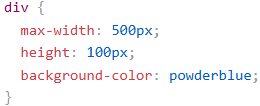 div {
  max-width: 500px;
  height: 100px;
  background-color: powderblue;
}